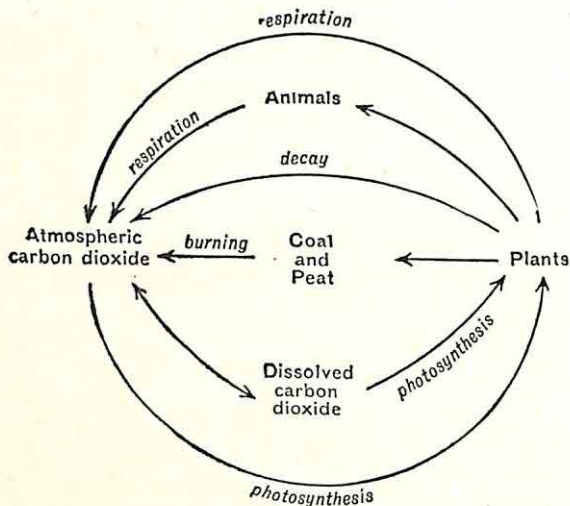 respiration
Animals
respiration
decay
Atmospheric
carbon dioxide
burning
Coal
and
Peat
Plants
Dissolved
carbon
dioxide
photosynthesis
photosynthesis